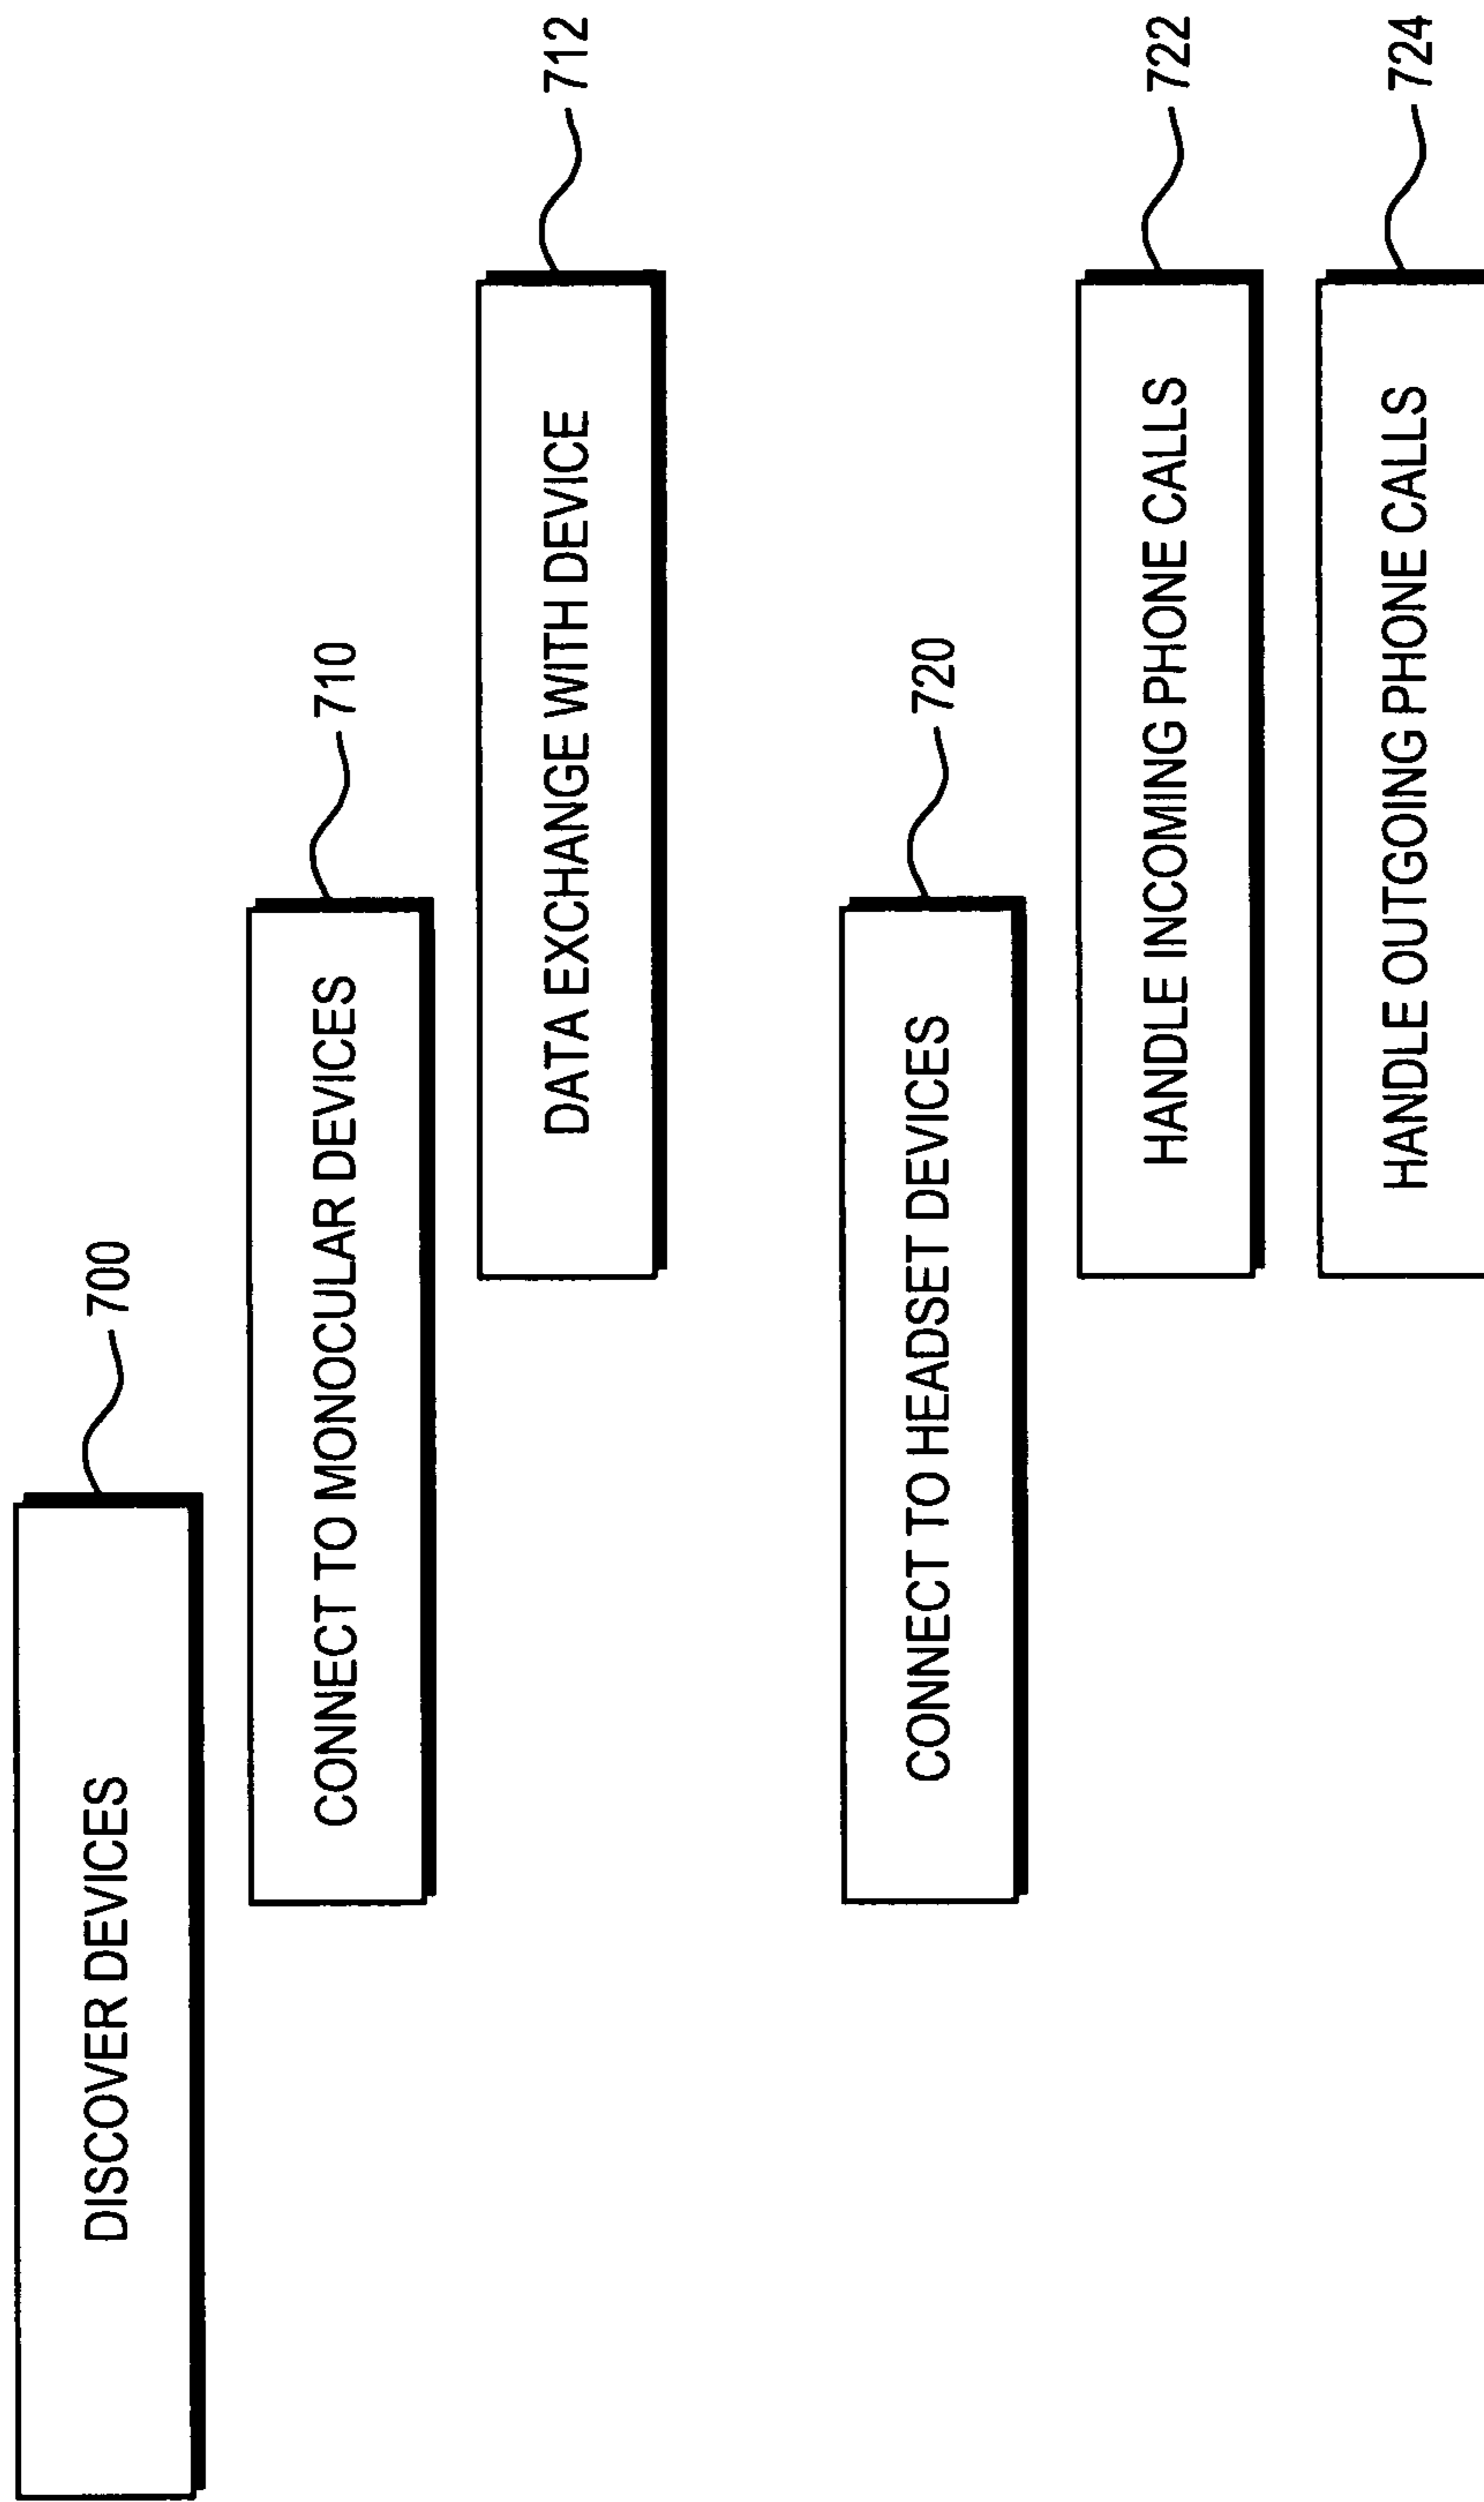 DISCOVER DEVICES
700
CONNECT TO MONOCULAR DEVICES
710
DATA EXCHANGE WITH DEVICE
712
CONNECT TO HEADSET DEVICES
720
HANDLE INCOMING PHONE CALLS
722
HANDLE OUTGOING PHONE CALLS
724